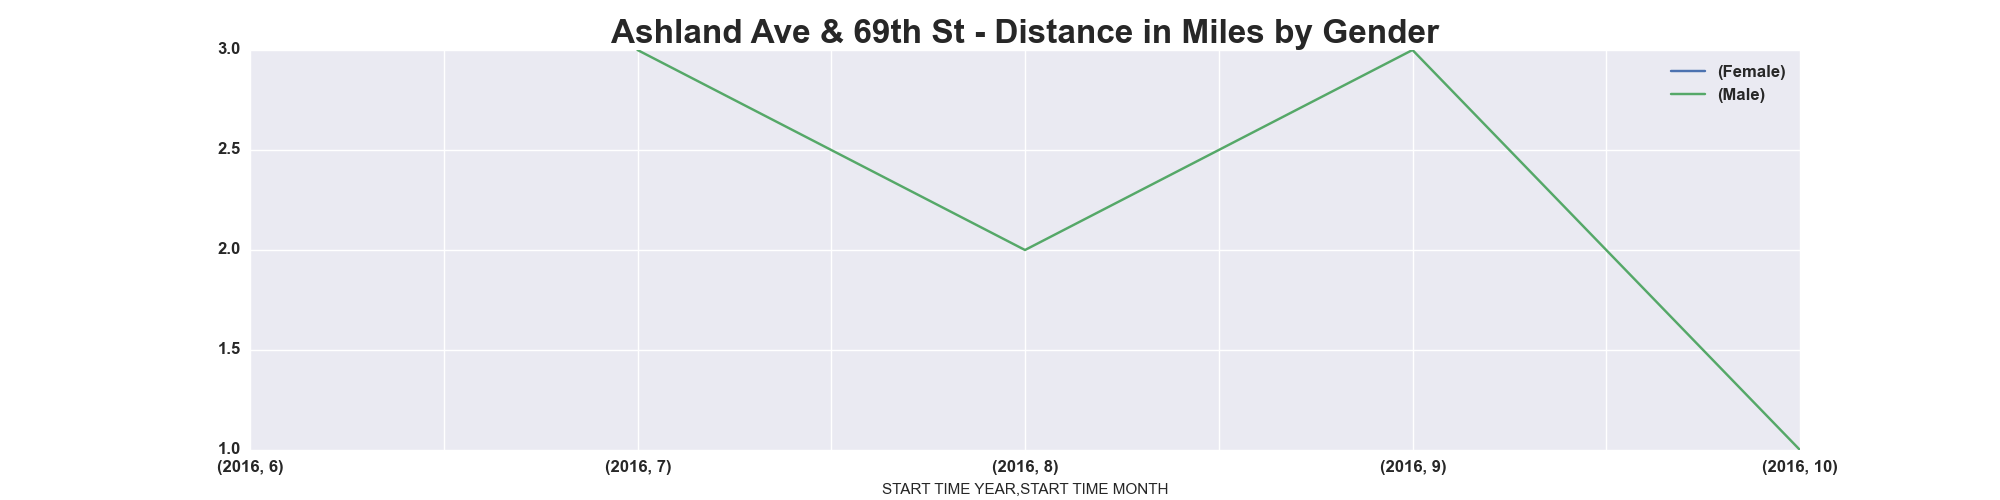 Ashland Ave & 69th St - Distance in Miles by Gender
3.0
2.5
2.0
1.5
1.0
(Female)
(Male)
(2016, 6) (2016, 7) (2016, 8) (2016, 9) (2016, 10)
START TIME YEAR,START TIME MONTH